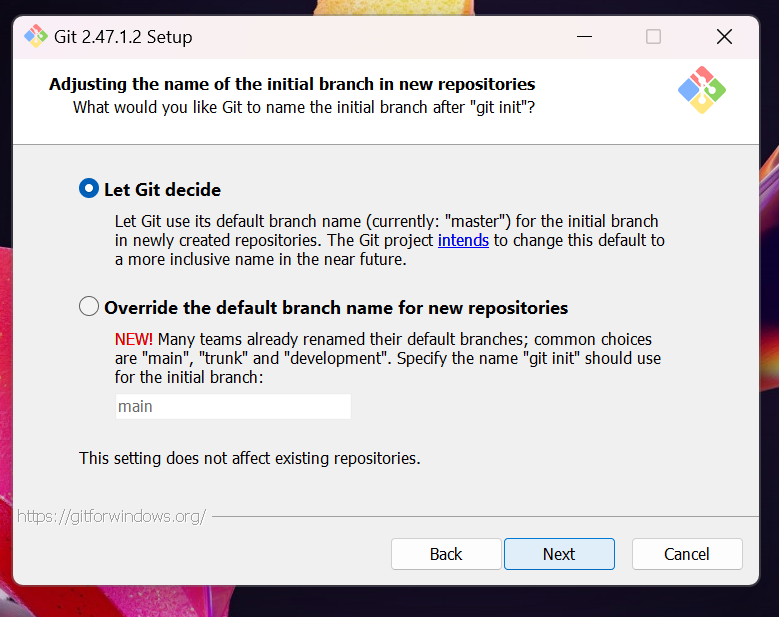 Git 2.47.1.2 Setup
Adjusting the name of the initial branch in new repositories
What would you like Git to name the initial branch after "git init"?
Let Git decide
Let Git use its default branch name (currently: "master") for the initial branch
in newly created repositories. The Git project intends to change this default to
a more inclusive name in the near future.
Override the default branch name for new repositories
NEW! Many teams already renamed their default branches; common choices
are "main", "trunk" and "development". Specify the name "git init" should use
for the initial branch:
main
This setting does not affect existing repositories.
https://gitforwindows.org/
Back Next Cancel